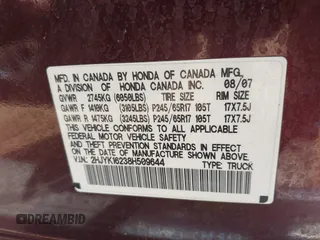 MFD. IN CANADA BY HONDA OF CANADA MFG.,
A DIVISION OF HONDA CANADA INC. 08/07
GVWR 2745KG (6050LBS) TIRE SIZE RIM SIZE
GAWR F 1410KG (3105LBS) P245/65R17 105T 17X7.5J
GAWR R 1475KG (3245LBS) P245/65R17 105T 17X7.5J
THIS VEHICLE CONFORMS TO ALL APPLICABLE
FEDERAL MOTOR VEHICLE SAFETY
AND THEFT PREVENTION STANDARDS IN EFFECT
ON THE DATE OF MANUFACTURE SHOWN ABOVE.
V.I.N.: 2HJYK16238H509644
TYPE: TRUCK
DREAMBID